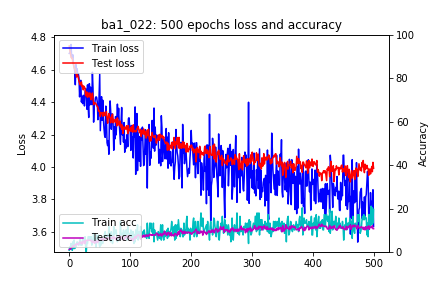 ba1_022: 500 epochs loss and accuracy
Train loss
Test loss
Train acc
Test acc
Loss
4.8
4.6
4.4
4.2
4.0
3.8
3.6
Accuracy
100
80
60
40
20
0
0 100 200 300 400 500